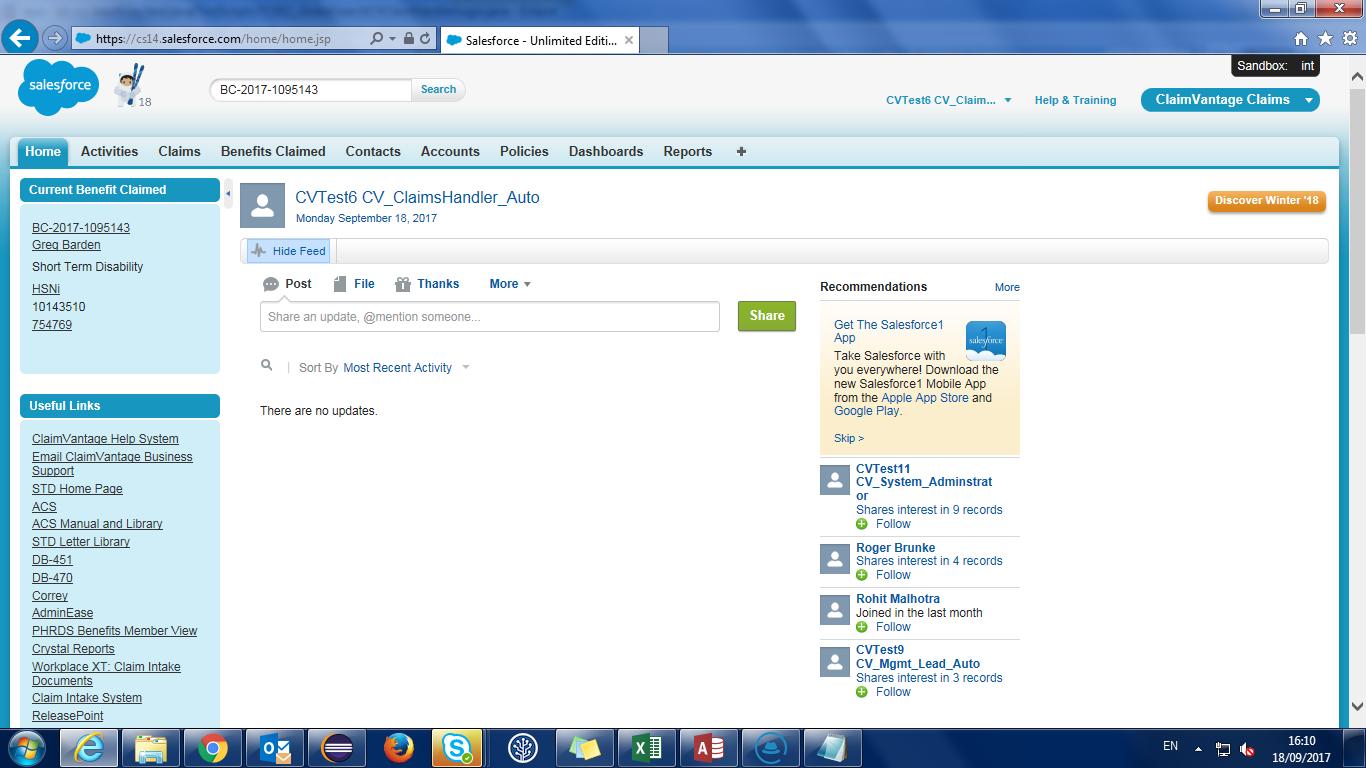 https://cs14.salesforce.com/home/home.jsp
Salesforce - Unlimited Editi...
Sandbox: int
salesforce
18
BC-2017-1095143
Search
CVTest6 CV_Claim...
Help & Training
ClaimVantage Claims
Home
Activities
Claims
Benefits Claimed
Contacts
Accounts
Policies
Dashboards
Reports
Current Benefit Claimed
BC-2017-1095143
Greg Barden
Short Term Disability
HSNi
10143510
754769
Useful Links
ClaimVantage Help System
Email ClaimVantage Business
Support
STD Home Page
ACS
ACS Manual and Library
STD Letter Library
DB-451
DB-470
Correy
AdminEase
PHRDS Benefits Member View
Crystal Reports
Workplace XT: Claim Intake
Documents
Claim Intake System
ReleasePoint
CVTest6 CV_ClaimsHandler_Auto
Monday September 18, 2017
Discover Winter '18
Hide Feed
Post
File
Thanks
More
Share an update, @mention someone...
Share
Sort By Most Recent Activity
There are no updates.
Recommendations
More
Get The Salesforce1
App
salesforce
1
Take Salesforce with
you everywhere! Download the
new Salesforce1 Mobile App
from the Apple App Store and
Google Play.
Skip >
CVTest11
CV_System_Adminstrat
or
Shares interest in 9 records
Follow
Roger Brunke
Shares interest in 4 records
Follow
Rohit Malhotra
Joined in the last month
Follow
CVTest9
CV_Mgmt_Lead_Auto
Shares interest in 3 records
Follow
EN
16:10
18/09/2017